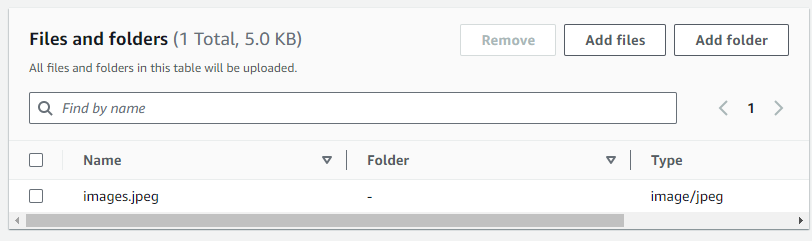 Files and folders (1 Total, 5.0 KB)
Remove
Add files
Add folder
All files and folders in this table will be uploaded.
Find by name
1
Name Folder Type
images.jpeg - image/jpeg